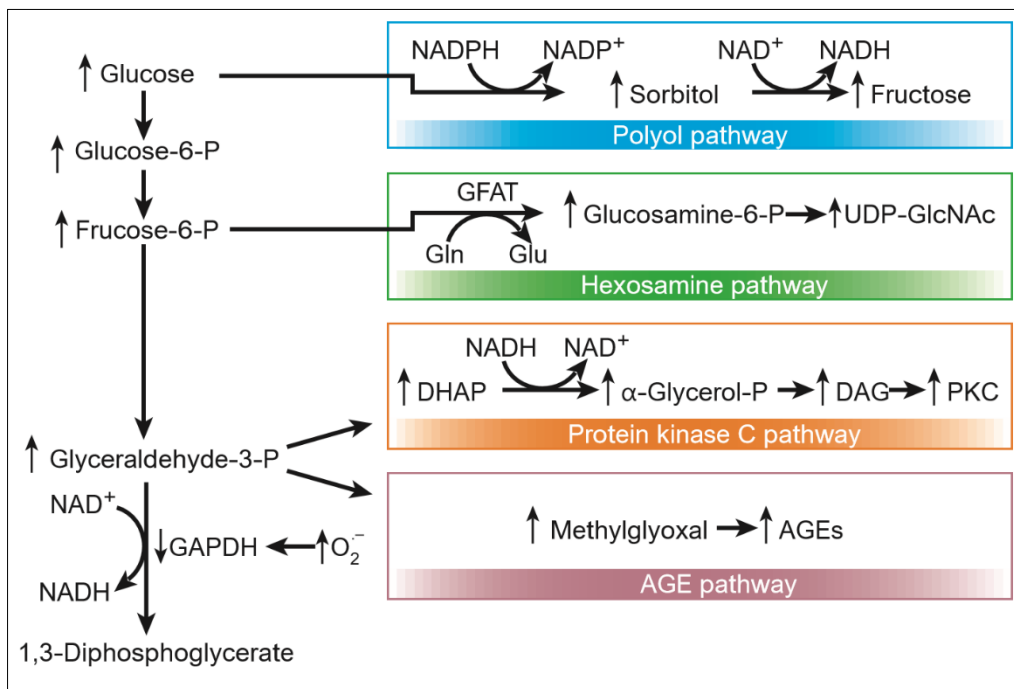 ↑ Glucose
↑ Glucose-6-P
↑ Frucose-6-P
↑ Glyceraldehyde-3-P
NAD⁺
↓GAPDH ← ↑O₂·⁻
NADH
1,3-Diphosphoglycerate
NADPH NADP⁺ NAD⁺ NADH
↑ Sorbitol ↑ Fructose
Polyol pathway
GFAT
↑ Glucosamine-6-P → ↑UDP-GlcNAc
Gln Glu
Hexosamine pathway
NADH NAD⁺
↑ DHAP → ↑ α-Glycerol-P → ↑ DAG → ↑ PKC
Protein kinase C pathway
↑ Methylglyoxal → ↑ AGEs
AGE pathway